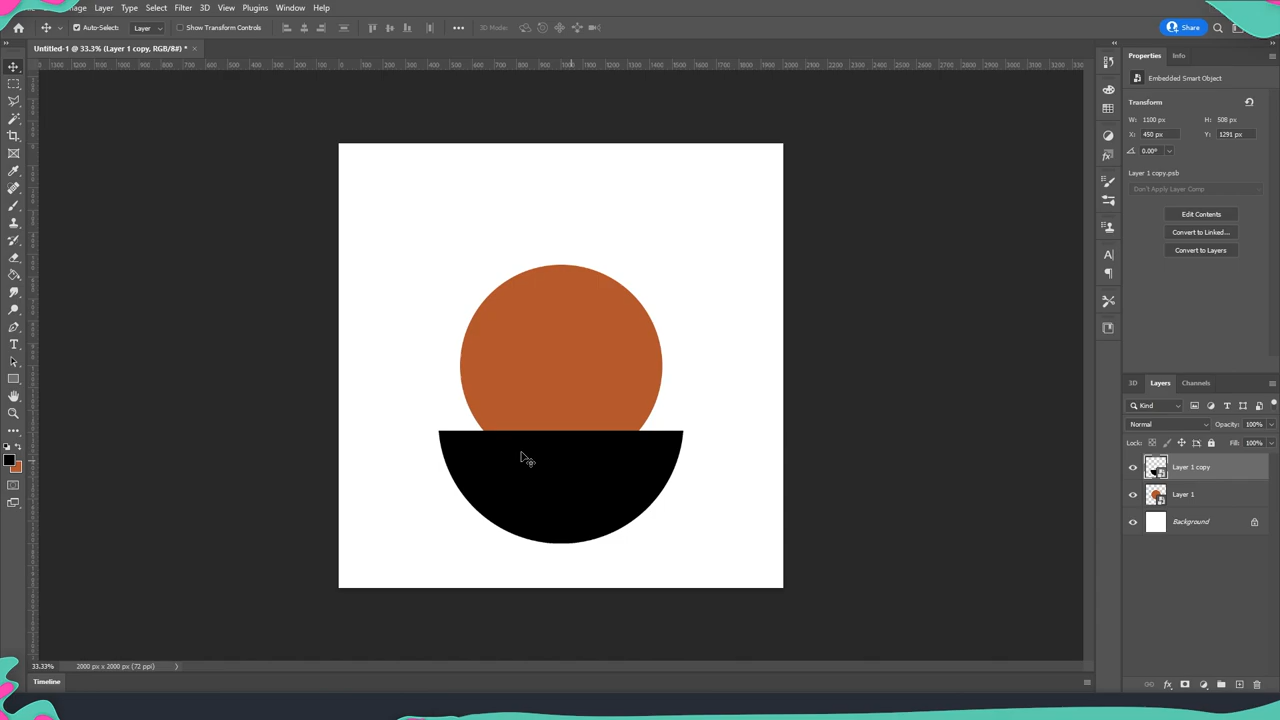 Image Layer Type Select Filter 3D View Plugins Window Help
Auto-Select: Layer Show Transform Controls 3D Mode: Share
Untitled-1 @ 33.3% (Layer 1 copy, RGB/8#) *
Properties Info
Embedded Smart Object
Transform
W: 1100 px H: 508 px
X: 450 px Y: 1291 px
0.00°
Layer 1 copy.psb
Don't Apply Layer Comp
Edit Contents
Convert to Linked...
Convert to Layers
3D Layers Channels
Kind
Normal Opacity: 100%
Lock: Fill: 100%
Layer 1 copy
Layer 1
Background
33.33% 2000 px x 2000 px (72 ppi)
Timeline